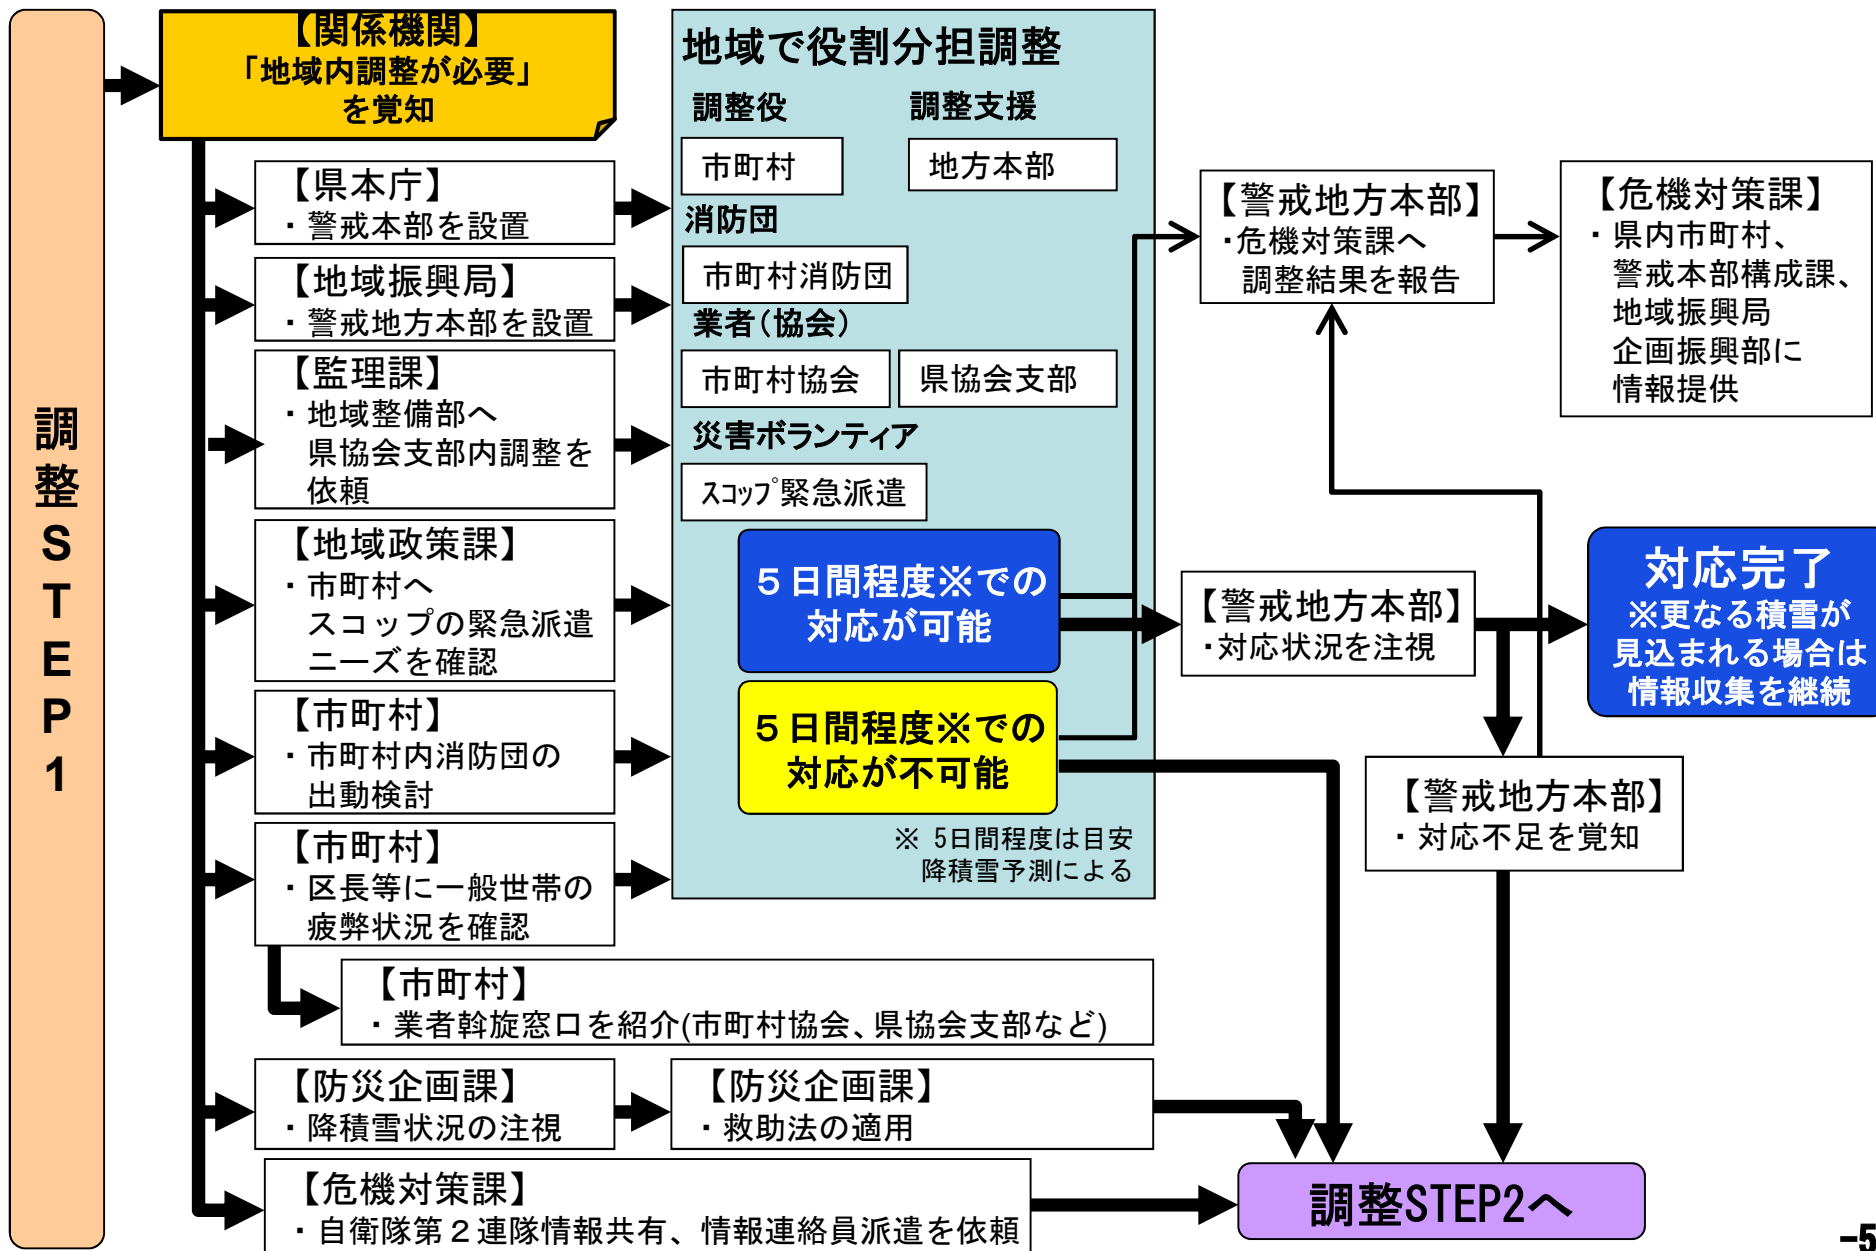 調整STEP1
【関係機関】
「地域内調整が必要」
を覚知
【県本庁】
・警戒本部を設置
【地域振興局】
・警戒地方本部を設置
【監理課】
・地域整備部へ
県協会支部内調整を
依頼
【地域政策課】
・市町村へ
スコップの緊急派遣
ニーズを確認
【市町村】
・市町村内消防団の
出動検討
【市町村】
・区長等に一般世帯の
疲弊状況を確認
【市町村】
・業者斡旋窓口を紹介(市町村協会、県協会支部など)
【防災企画課】
・降積雪状況の注視
【防災企画課】
・救助法の適用
【危機対策課】
・自衛隊第２連隊情報共有、情報連絡員派遣を依頼
地域で役割分担調整
調整役 調整支援
市町村 地方本部
消防団
市町村消防団
業者（協会）
市町村協会 県協会支部
災害ボランティア
ｽｺｯﾌﾟ緊急派遣
５日間程度※での
対応が可能
５日間程度※での
対応が不可能
※ 5日間程度は目安
降積雪予測による
【警戒地方本部】
・危機対策課へ
調整結果を報告
【危機対策課】
・県内市町村、
警戒本部構成課、
地域振興局
企画振興部に
情報提供
【警戒地方本部】
・対応状況を注視
対応完了
※更なる積雪が
見込まれる場合は
情報収集を継続
【警戒地方本部】
・対応不足を覚知
調整STEP2へ
-5